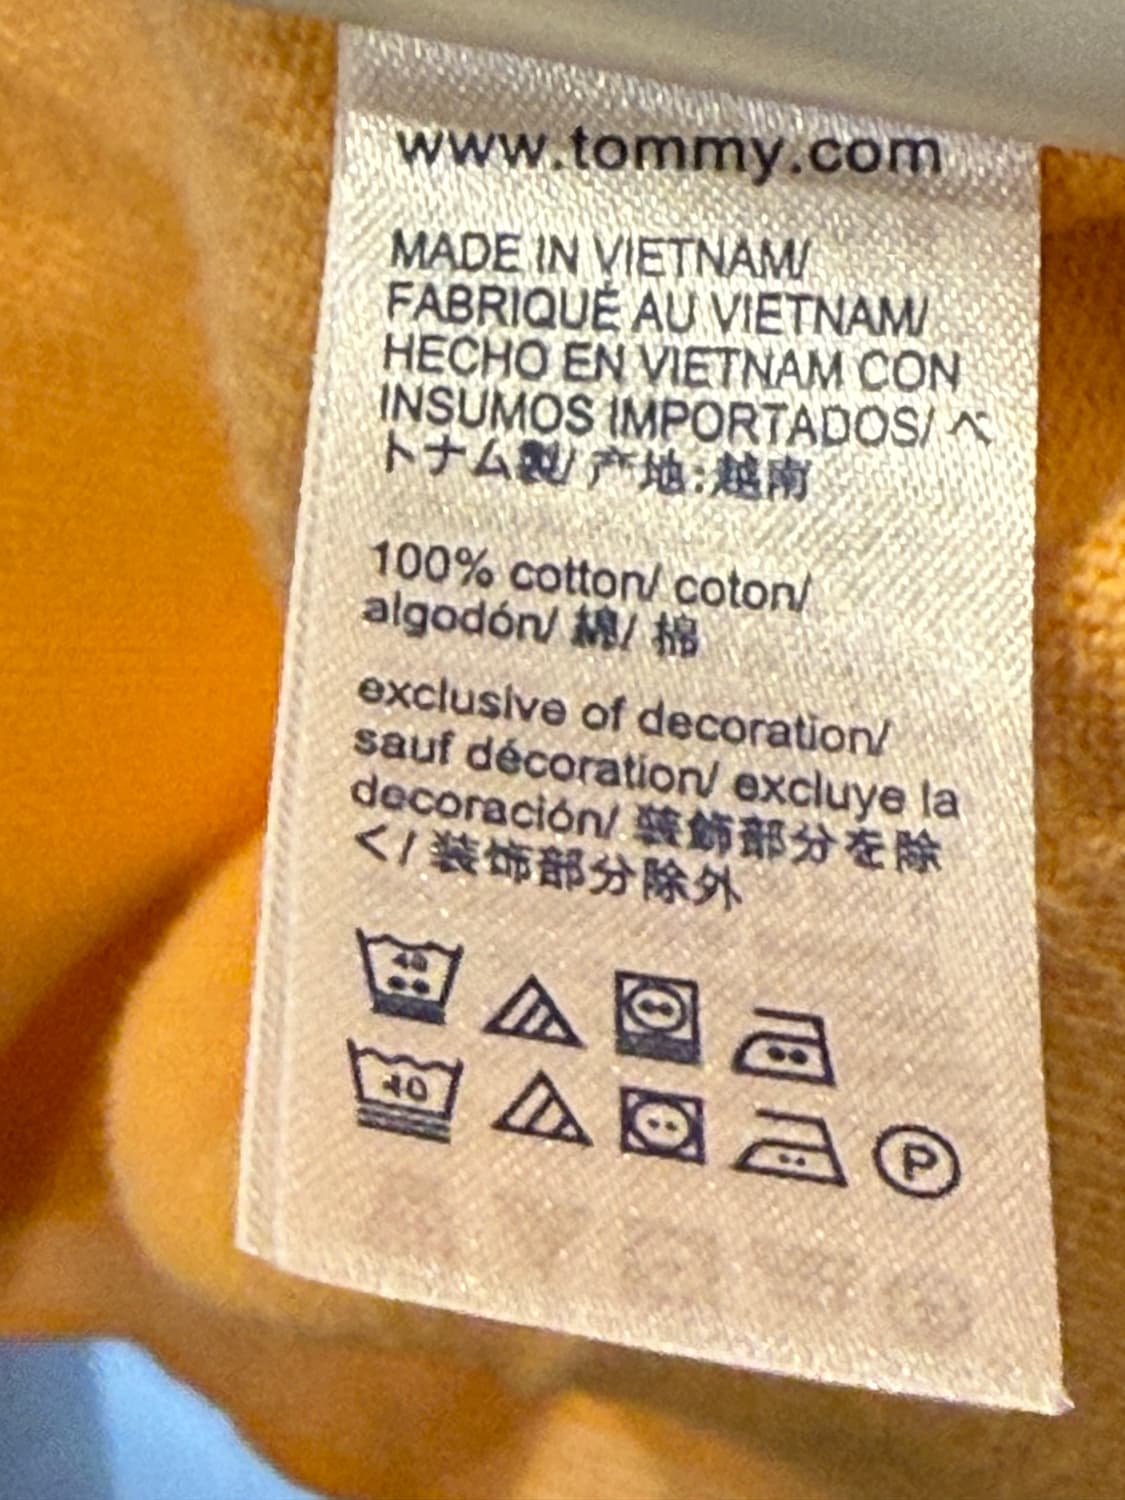 www.tommy.com
MADE IN VIETNAM/
FABRIQUÉ AU VIETNAM/
HECHO EN VIETNAM CON
INSUMOS IMPORTADOS/ ベ
トナム製/ 产地:越南
100% cotton/ coton/
algodón/ 綿/ 棉
exclusive of decoration/
sauf décoration/ excluye la
decoración/ 装飾部分を除
く/ 装饰部分除外
40
40
P